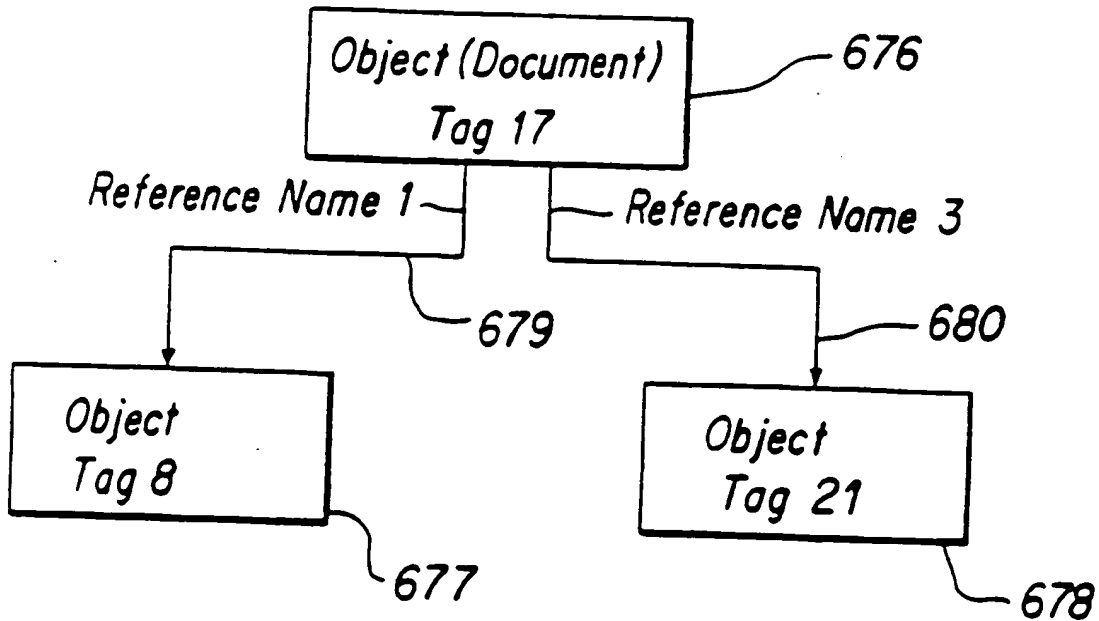 Object (Document)
Tag 17
676
Reference Name 1
Reference Name 3
679
680
Object
Tag 8
Object
Tag 21
677
678